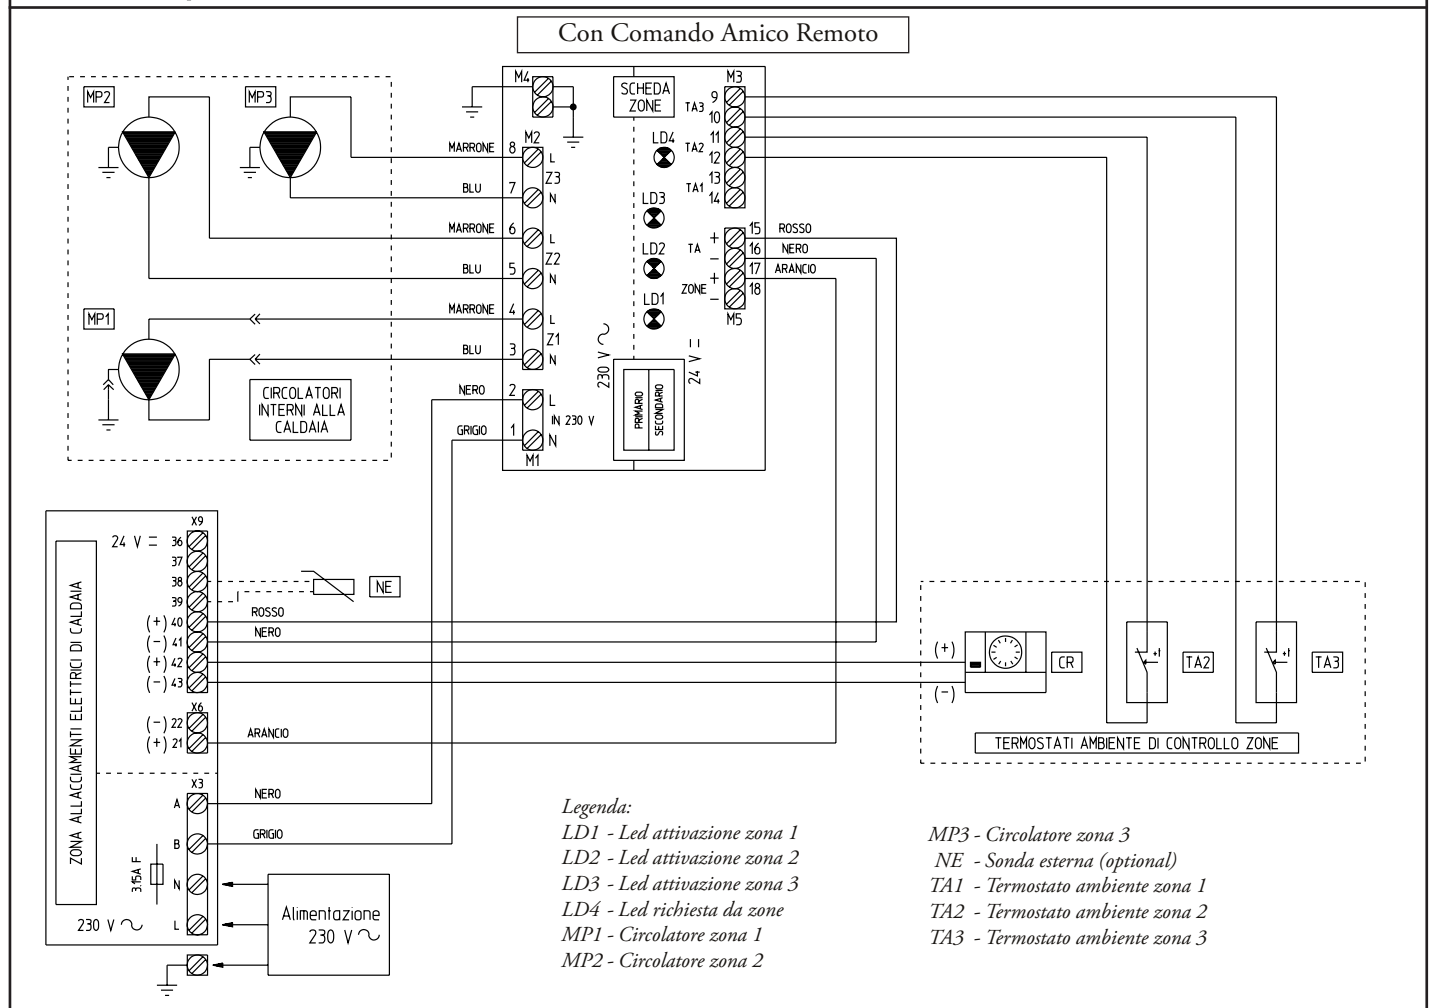 Con Comando Amico Remoto
MP2
MP3
MP1
CIRCOLATORI
INTERNI ALLA
CALDAIA
M4
SCHEDA
ZONE
M2
MARRONE 8 L
Z3
BLU 7 N
MARRONE 6 L
Z2
BLU 5 N
MARRONE 4 L
Z1
BLU 3 N
NERO 2 L
IN 230 V
GRIGIO 1 N
M1
LD4
LD3
LD2
LD1
230 V
24 V
PRIMARIO
SECONDARIO
M3
9
TA3
10
11
TA2
12
13
TA1
14
+ 15 ROSSO
TA
- 16 NERO
+ 17 ARANCIO
ZONE
- 18
M5
ZONA ALLACCIAMENTI ELETTRICI DI CALDAIA
X9
24 V 36
37
38
39
NE
(+) 40 ROSSO
(-) 41 NERO
(+) 42
(-) 43
X6
(-) 22
(+) 21 ARANCIO
X3
A NERO
B GRIGIO
3.15A F
N
230 V L
Alimentazione
230 V
(+)
(-)
CR
+t
TA2
+t
TA3
TERMOSTATI AMBIENTE DI CONTROLLO ZONE
Legenda:
LD1 - Led attivazione zona 1
LD2 - Led attivazione zona 2
LD3 - Led attivazione zona 3
LD4 - Led richiesta da zone
MP1 - Circolatore zona 1
MP2 - Circolatore zona 2
MP3 - Circolatore zona 3
NE - Sonda esterna (optional)
TA1 - Termostato ambiente zona 1
TA2 - Termostato ambiente zona 2
TA3 - Termostato ambiente zona 3